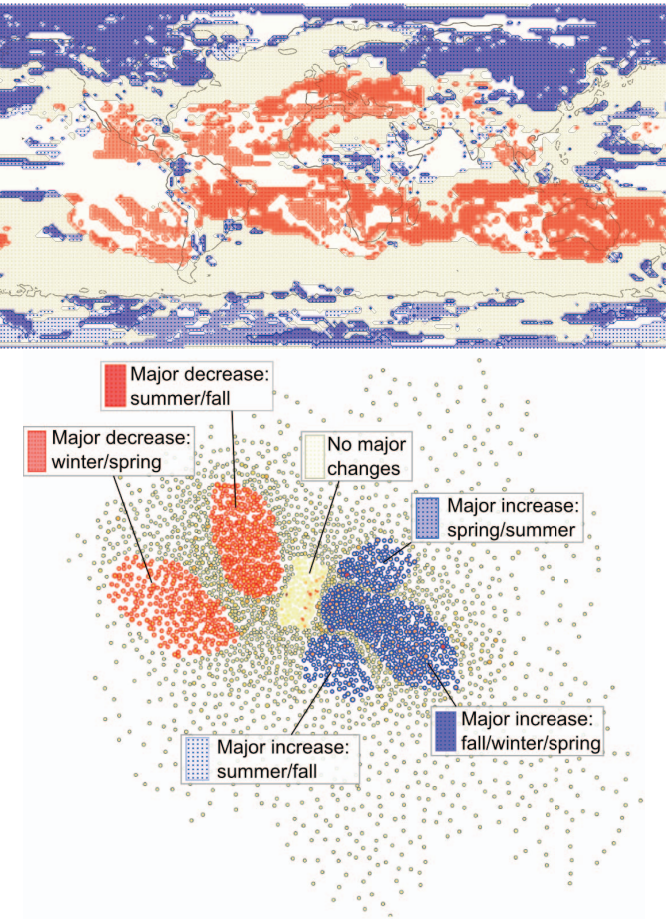 Major decrease:
summer/fall
Major decrease:
winter/spring
No major
changes
Major increase:
spring/summer
Major increase:
fall/winter/spring
Major increase:
summer/fall